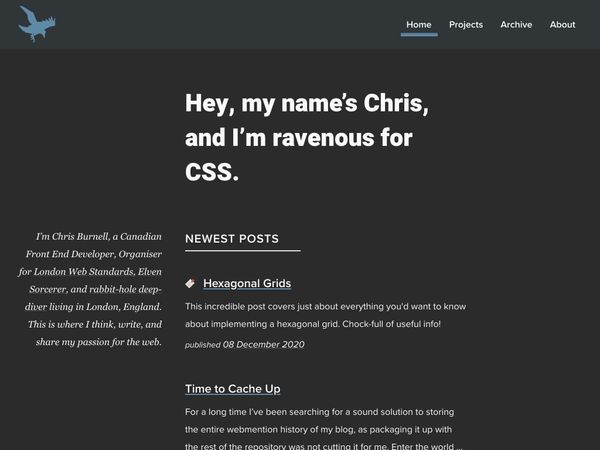 Home Projects Archive About
Hey, my name’s Chris,
and I’m ravenous for
CSS.
I’m Chris Burnell, a Canadian
Front End Developer, Organiser
for London Web Standards, Elven
Sorcerer, and rabbit-hole deep-
diver living in London, England.
This is where I think, write, and
share my passion for the web.
NEWEST POSTS
Hexagonal Grids
This incredible post covers just about everything you'd want to know
about implementing a hexagonal grid. Chock-full of useful info!
published 08 December 2020
Time to Cache Up
For a long time I’ve been searching for a sound solution to storing
the entire webmention history of my blog, as packaging it up with
the rest of the repository was not cutting it for me. Enter the world ...